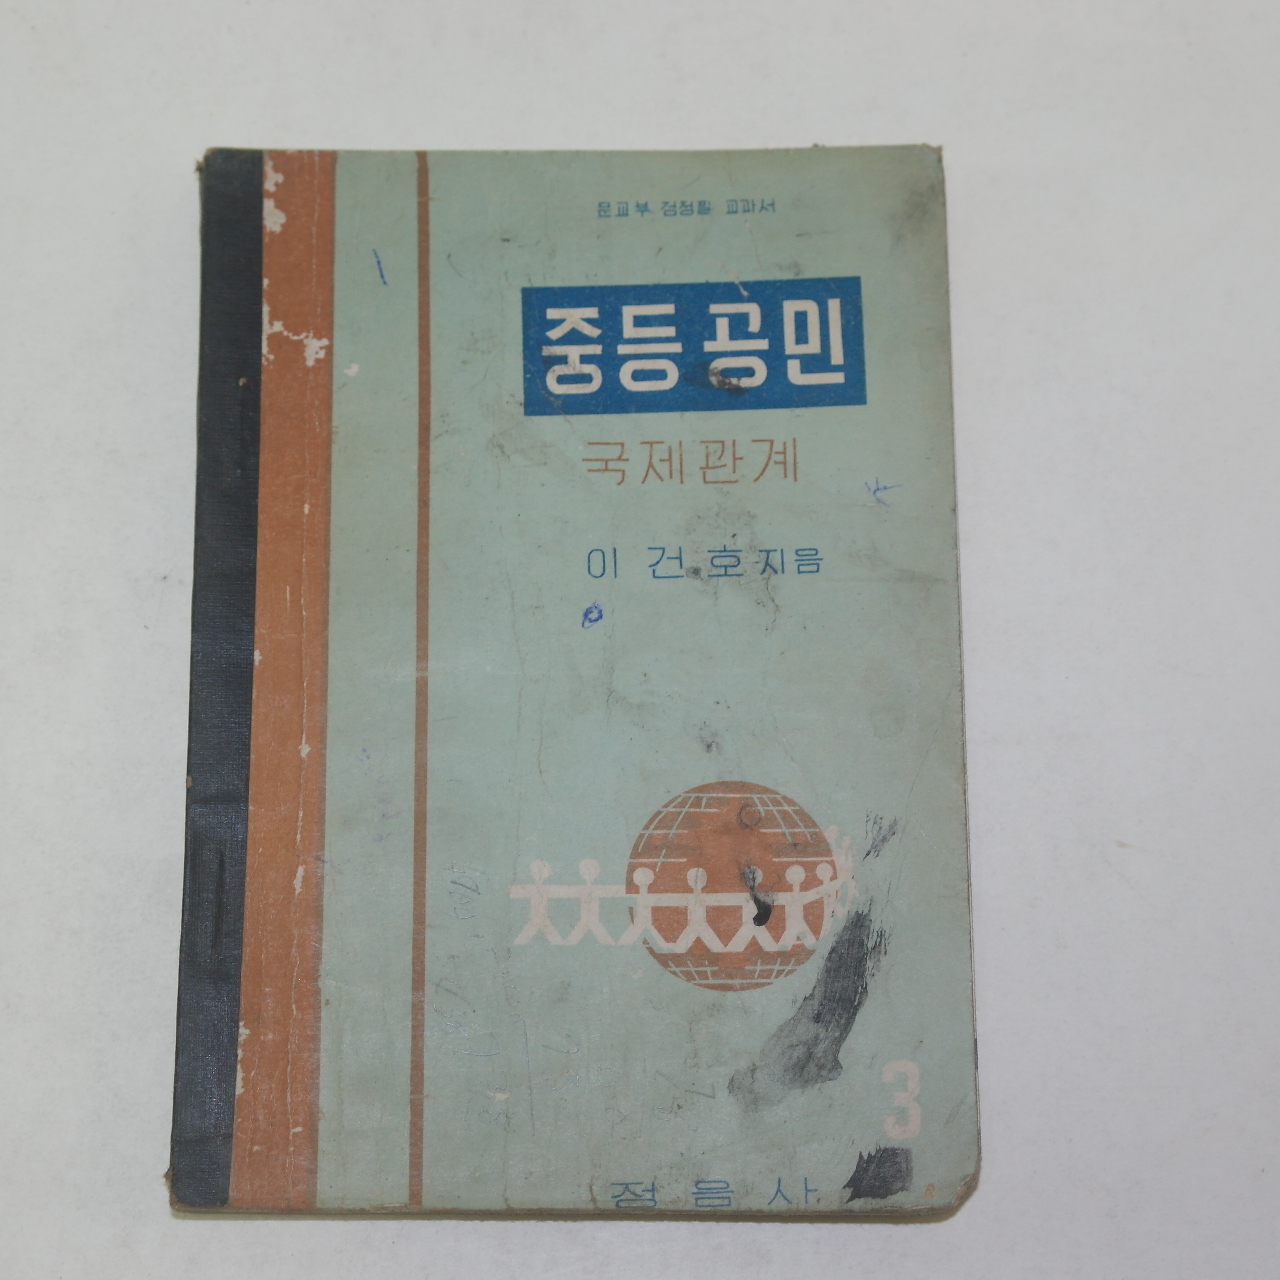 문교부 검정필 교과서
중등공민
국제관계
이건호 지음
3
정음사